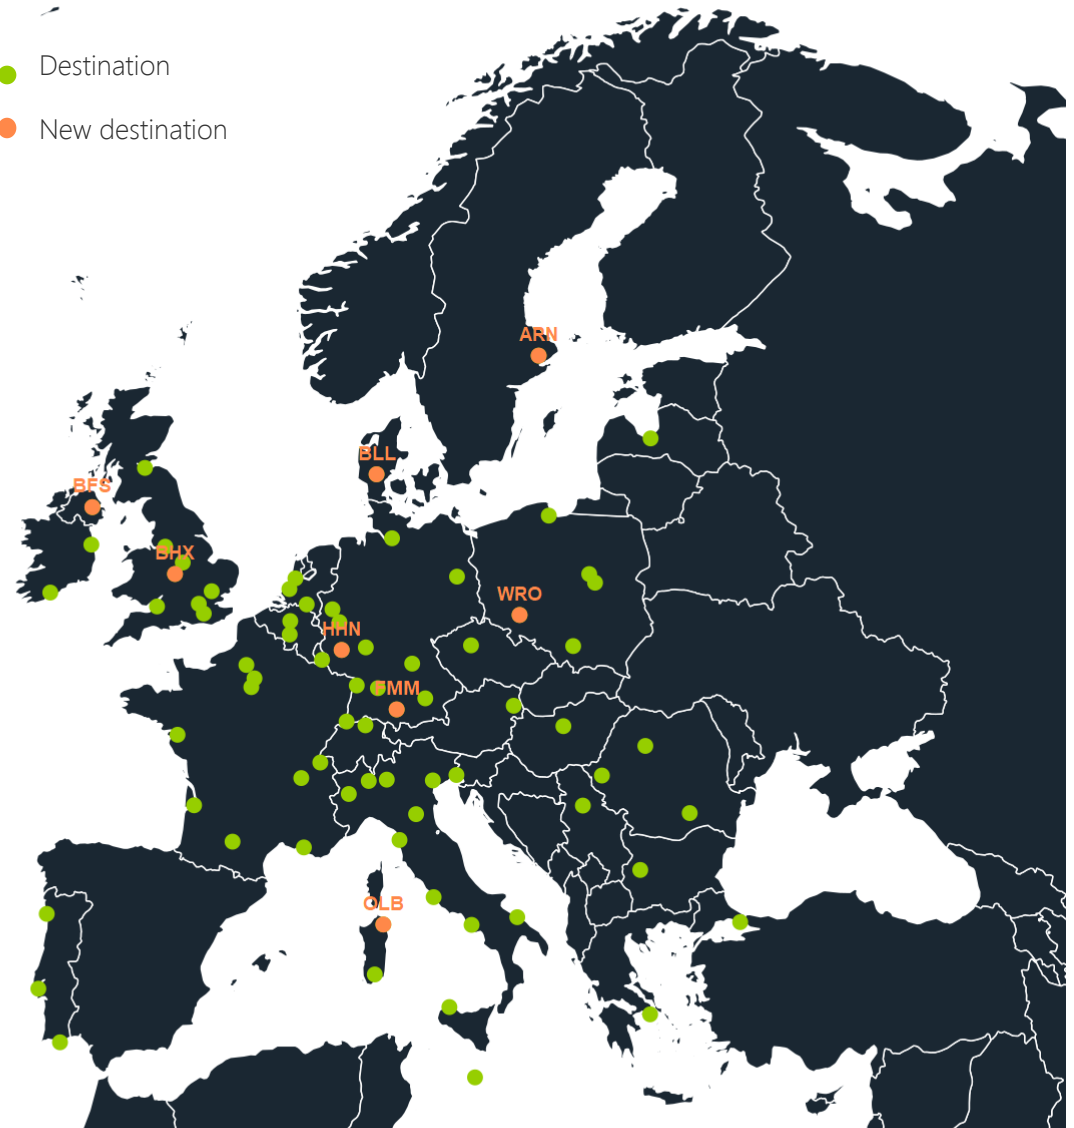 Destination
New destination
ARN
BLL
BFS
BHX
WRO
HHN
FMM
OLB